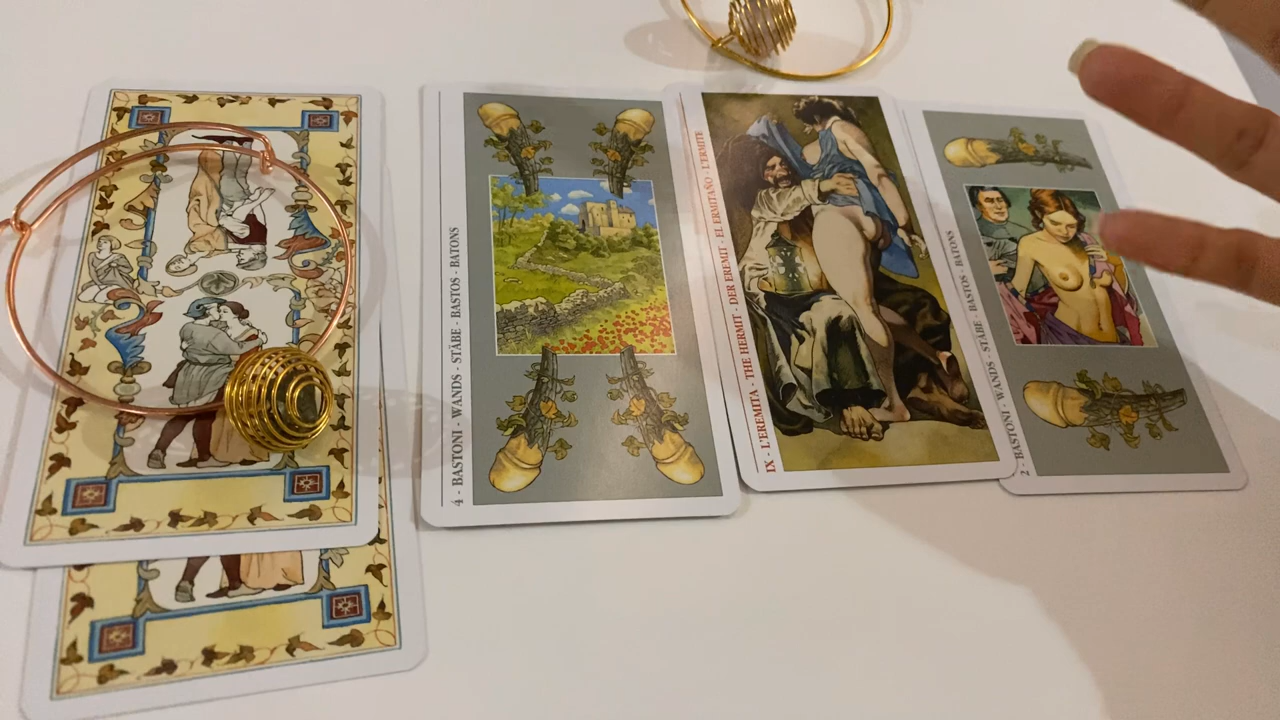 4 - BASTONI - WANDS - STÄBE - BASTOS - BATONS
IX - L'EREMITA - THE HERMIT - DER EREMIT - EL ERMITAÑO - L'ERMITE
2 - BASTONI - WANDS - STÄBE - BASTOS - BATONS